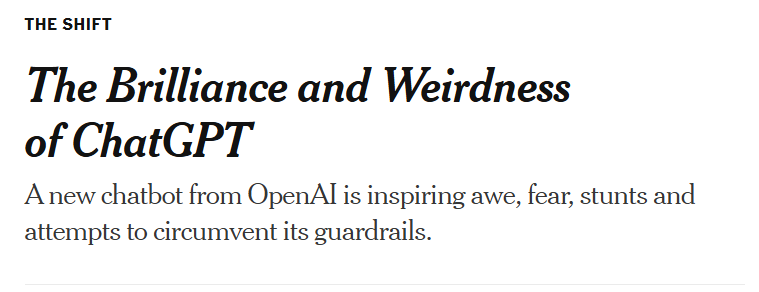 THE SHIFT
The Brilliance and Weirdness
of ChatGPT
A new chatbot from OpenAI is inspiring awe, fear, stunts and
attempts to circumvent its guardrails.